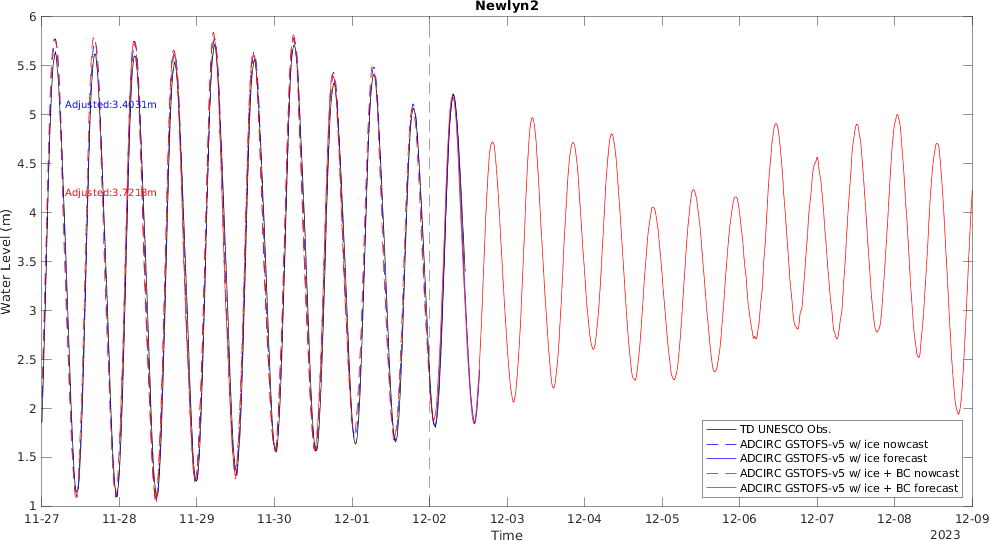 Newlyn2
6
5.5
5
4.5
4
3.5
3
2.5
2
1.5
1
Water Level (m)
Adjusted:3.4031m
Adjusted:3.7213m
TD UNESCO Obs.
ADCIRC GSTOFS-v5 w/ ice nowcast
ADCIRC GSTOFS-v5 w/ ice forecast
ADCIRC GSTOFS-v5 w/ ice + BC nowcast
ADCIRC GSTOFS-v5 w/ ice + BC forecast
11-27 11-28 11-29 11-30 12-01 12-02 12-03 12-04 12-05 12-06 12-07 12-08 12-09
Time
2023